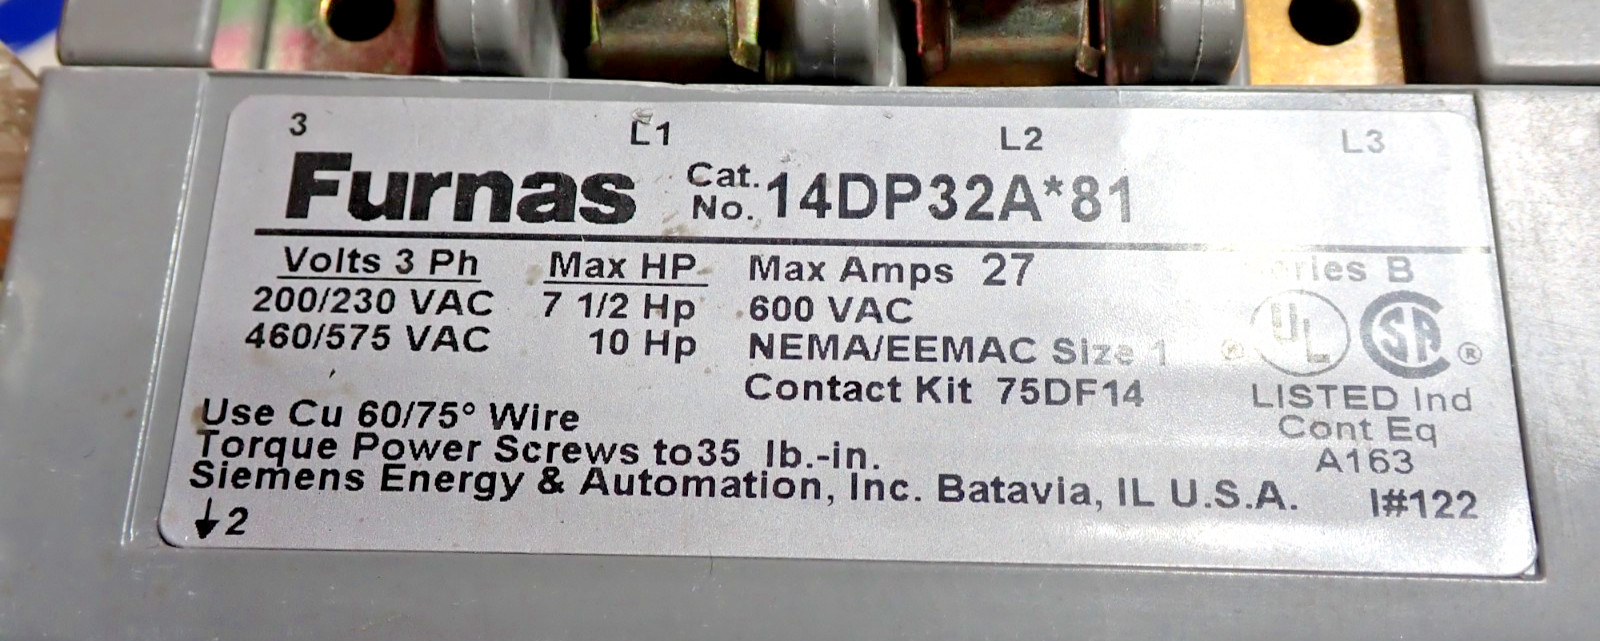 3 L1 L2 L3
Furnas Cat. No. 14DP32A*81
Volts 3 Ph Max HP Max Amps 27 B
200/230 VAC 7 1/2 Hp 600 VAC
460/575 VAC 10 Hp NEMA/EEMAC Size 1 UL SA ®
Contact Kit 75DF14 LISTED Ind
Use Cu 60/75° Wire Cont Eq
Torque Power Screws to35 lb.-in. A163
Siemens Energy & Automation, Inc. Batavia, IL U.S.A. I#122
↓2